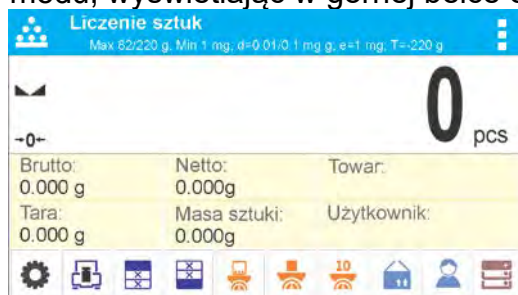 Liczenie sztuk
Max 82/220 g, Min 1 mg, d=0.01/0.1 mg g, e=1 mg, T=-220 g
0 pcs
→0←
Brutto: Netto: Towar:
0.000 g 0.000g
Tara: Masa sztuki: Użytkownik:
0.000 g 0.000g
10
11